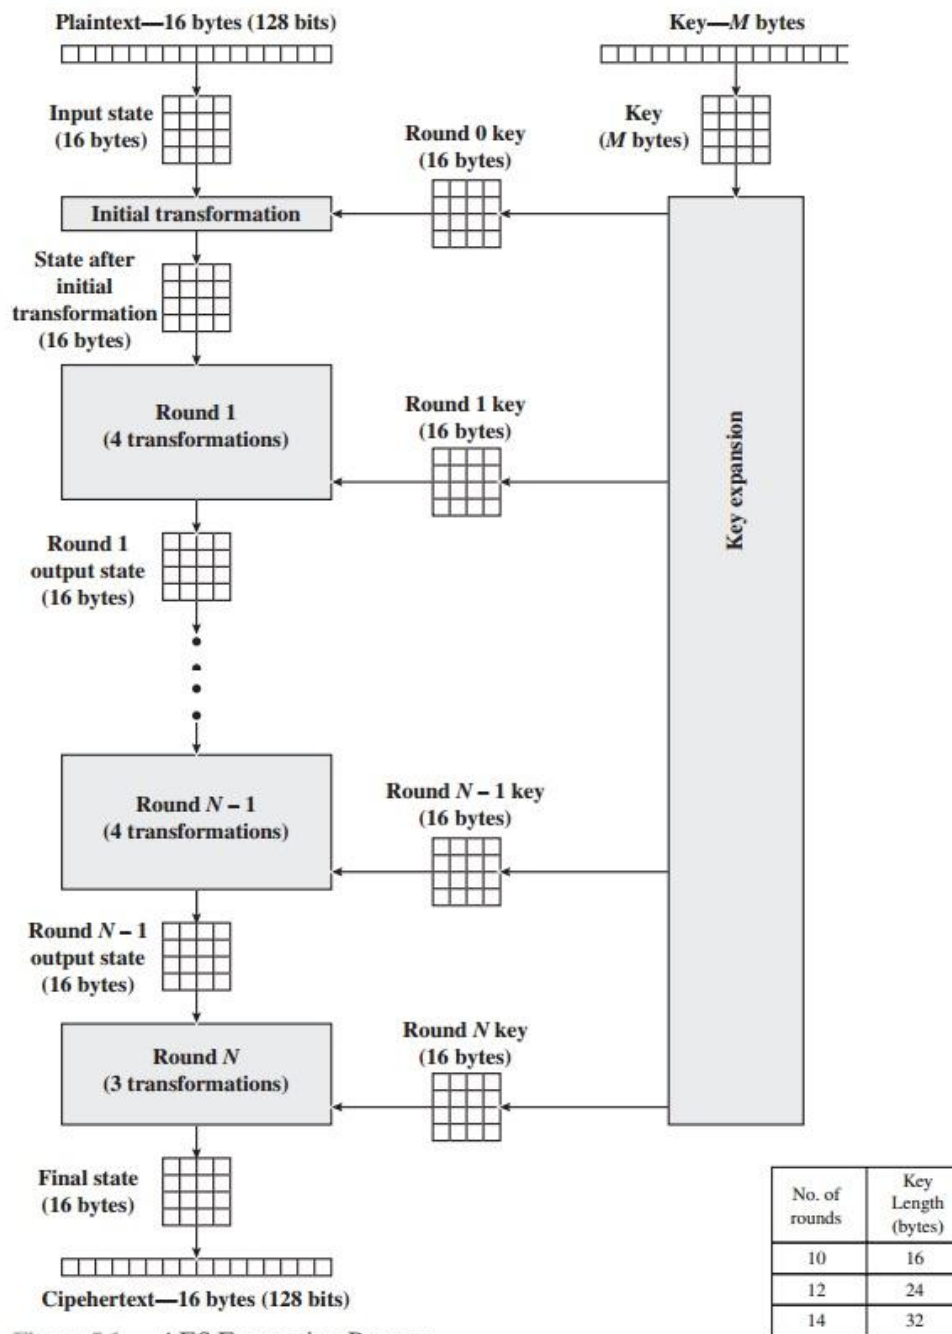 Plaintext—16 bytes (128 bits)
Key—M bytes
Input state
(16 bytes)
Key
(M bytes)
Round 0 key
(16 bytes)
Initial transformation
State after
initial
transformation
(16 bytes)
Round 1
(4 transformations)
Round 1 key
(16 bytes)
Key expansion
Round 1
output state
(16 bytes)
Round N – 1
(4 transformations)
Round N – 1 key
(16 bytes)
Round N – 1
output state
(16 bytes)
Round N
(3 transformations)
Round N key
(16 bytes)
Final state
(16 bytes)
No. of
rounds
Key
Length
(bytes)
10 16
12 24
14 32
Cipehertext—16 bytes (128 bits)